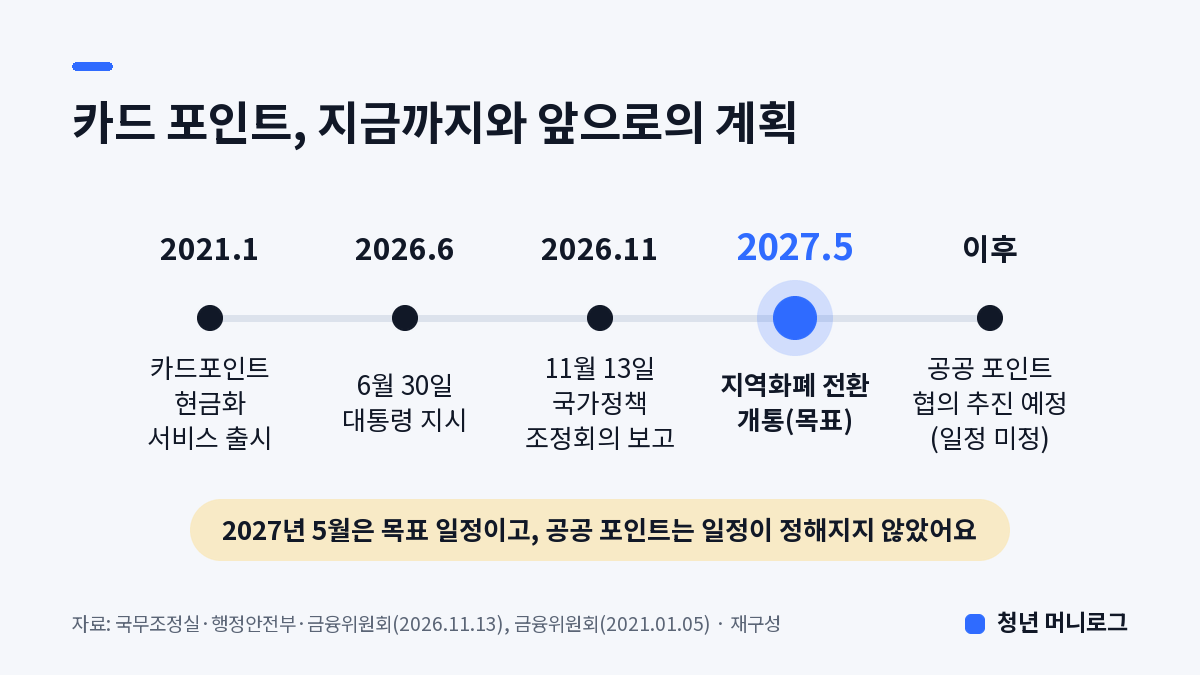 카드 포인트, 지금까지와 앞으로의 계획
2021.1
2026.6
2026.11
2027.5
이후
카드포인트
현금화
서비스 출시
6월 30일
대통령 지시
11월 13일
국가정책
조정회의 보고
지역화폐 전환
개통(목표)
공공 포인트
협의 추진 예정
(일정 미정)
2027년 5월은 목표 일정이고, 공공 포인트는 일정이 정해지지 않았어요
자료: 국무조정실·행정안전부·금융위원회(2026.11.13), 금융위원회(2021.01.05) · 재구성
청년 머니로그